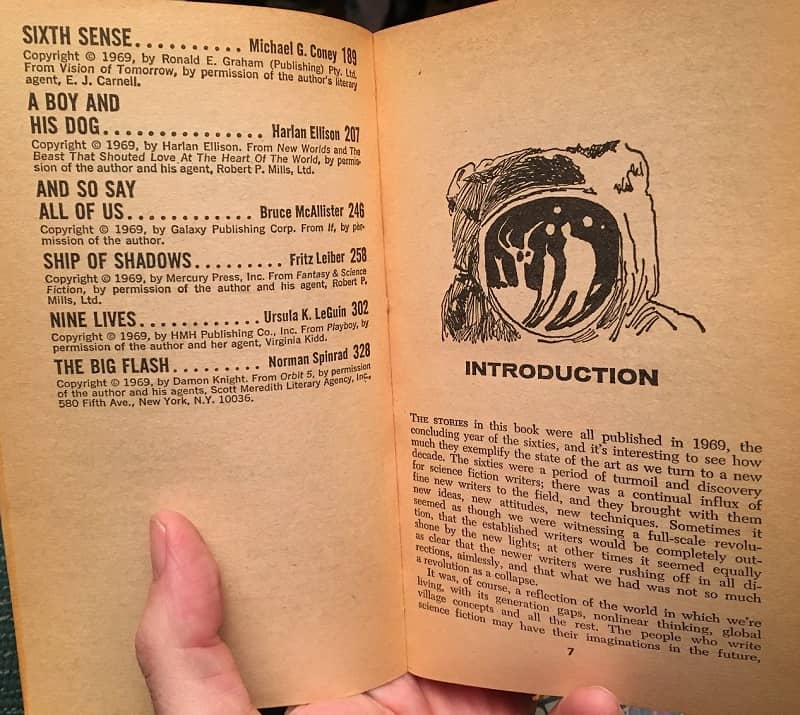 SIXTH SENSE.......... Michael G. Coney 189
Copyright © 1969, by Ronald E. Graham (Publishing) Pty. Ltd.
From Vision of Tomorrow, by permission of the author's literary
agent, E. J. Carnell.
A BOY AND
HIS DOG............... Harlan Ellison 207
Copyright © 1969, by Harlan Ellison. From New Worlds and The
Beast That Shouted Love At The Heart Of The World, by permis-
sion of the author and his agent, Robert P. Mills, Ltd.
AND SO SAY
ALL OF US............ Bruce McAllister 246
Copyright © 1969, by Galaxy Publishing Corp. From If, by per-
mission of the author.
SHIP OF SHADOWS......... Fritz Leiber 258
Copyright © 1969, by Mercury Press, Inc. From Fantasy & Science
Fiction, by permission of the author and his agent, Robert P.
Mills, Ltd.
NINE LIVES............ Ursula K. LeGuin 302
Copyright © 1969, by HMH Publishing Co., Inc. From Playboy, by
permission of the author and her agent, Virginia Kidd.
THE BIG FLASH......... Norman Spinrad 328
Copyright © 1969, by Damon Knight. From Orbit 5, by permission
of the author and his agents, Scott Meredith Literary Agency, Inc.,
580 Fifth Ave., New York, N.Y. 10036.
INTRODUCTION
THE STORIES in this book were all published in 1969, the
concluding year of the sixties, and it's interesting to see how
much they exemplify the state of the art as we turn to a new
decade. The sixties were a period of turmoil and discovery
for science fiction writers; there was a continual influx of
fine new writers to the field, and they brought with them
new ideas, new attitudes, new techniques. Sometimes it
seemed as though we were witnessing a full-scale revolu-
tion, that the established writers would be completely out-
shone by the new lights; at other times it seemed equally
as clear that the newer writers were rushing off in all di-
rections, aimlessly, and that what we had was not so much
a revolution as a collapse.
It was, of course, a reflection of the world in which we're
living, with its generation gaps, nonlinear thinking, global
village concepts and all the rest. The people who write
science fiction may have their imaginations in the future,
7